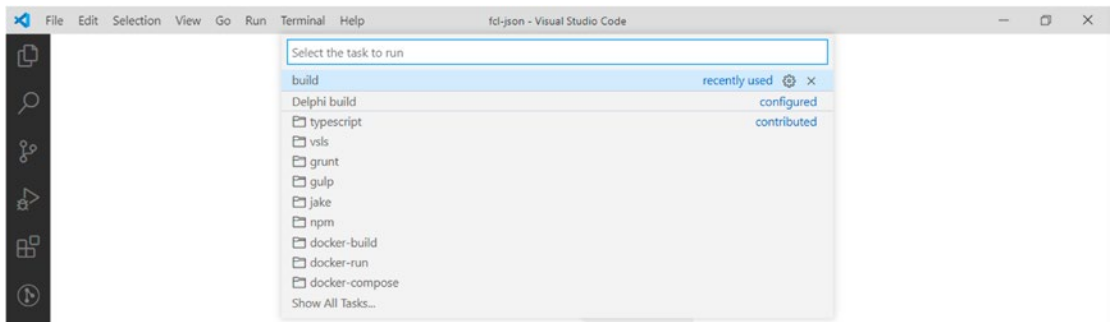 File Edit Selection View Go Run Terminal Help fcl-json - Visual Studio Code
Select the task to run
build recently used
Delphi build configured
typescript contributed
vsls
grunt
gulp
jake
npm
docker-build
docker-run
docker-compose
Show All Tasks...